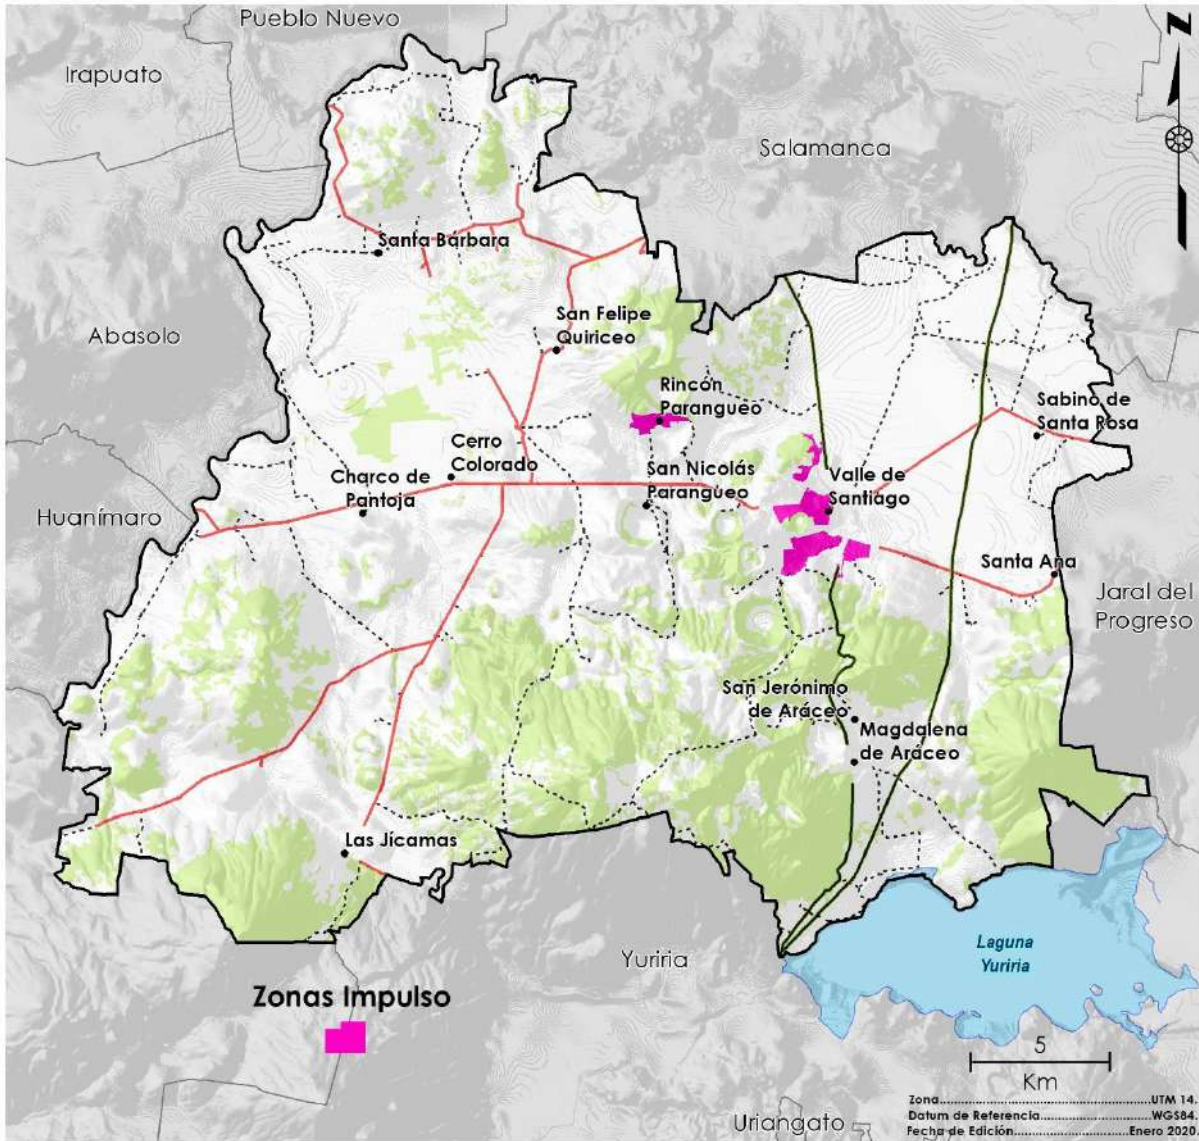 Pueblo Nuevo
Z
Irapuato
Salamanca
Santa Bárbara
Abasolo
San Felipe
Quiriceo
Rincón
Parangueo
Sabino de
Santa Rosa
Cerro
Colorado
Charco de
Pantoja
San Nicolás
Parangueo
Valle de
Santiago
Huanímaro
Santa Ana
Jaral del
Progreso
San Jerónimo
de Aráceo
Magdalena
de Aráceo
Las Jícamas
Yuriria
Laguna
Yuriria
Zonas Impulso
5
Km
Zona.....................................................UTM 14.
Datum de Referencia.........................WGS84.
Fecha de Edición........................Enero 2020
Uriangato